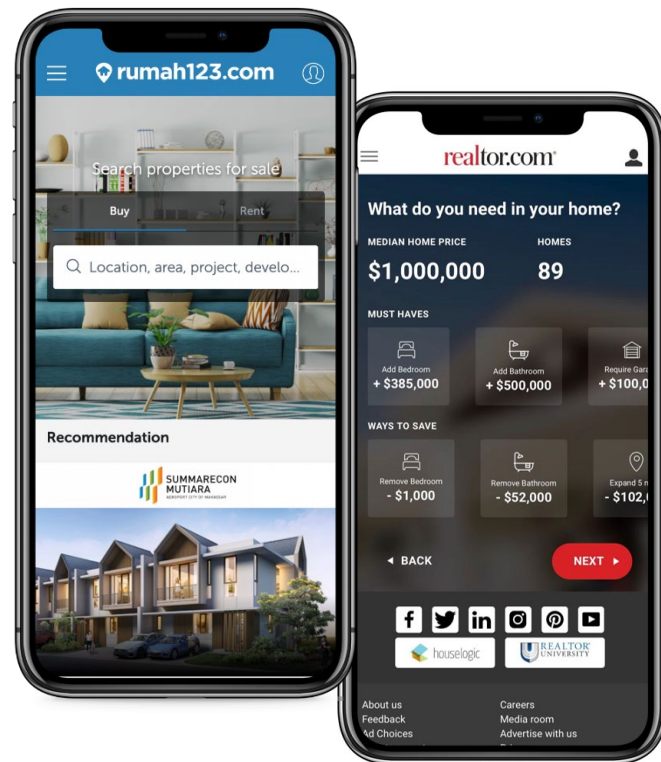 rumah123.com
Search properties for sale
Buy Rent
Location, area, project, develo...
Recommendation
SUMMARECON
MUTIARA
realtor.com®
What do you need in your home?
MEDIAN HOME PRICE HOMES
$1,000,000 89
MUST HAVES
Add Bedroom Add Bathroom Require Gara
+ $385,000 + $500,000 + $100,0
WAYS TO SAVE
Remove Bedroom Remove Bathroom Expand 5 m
- $1,000 - $52,000 - $102,
BACK NEXT
houselogic
REALTOR®
UNIVERSITY
About us Careers
Feedback Media room
Ad Choices Advertise with us